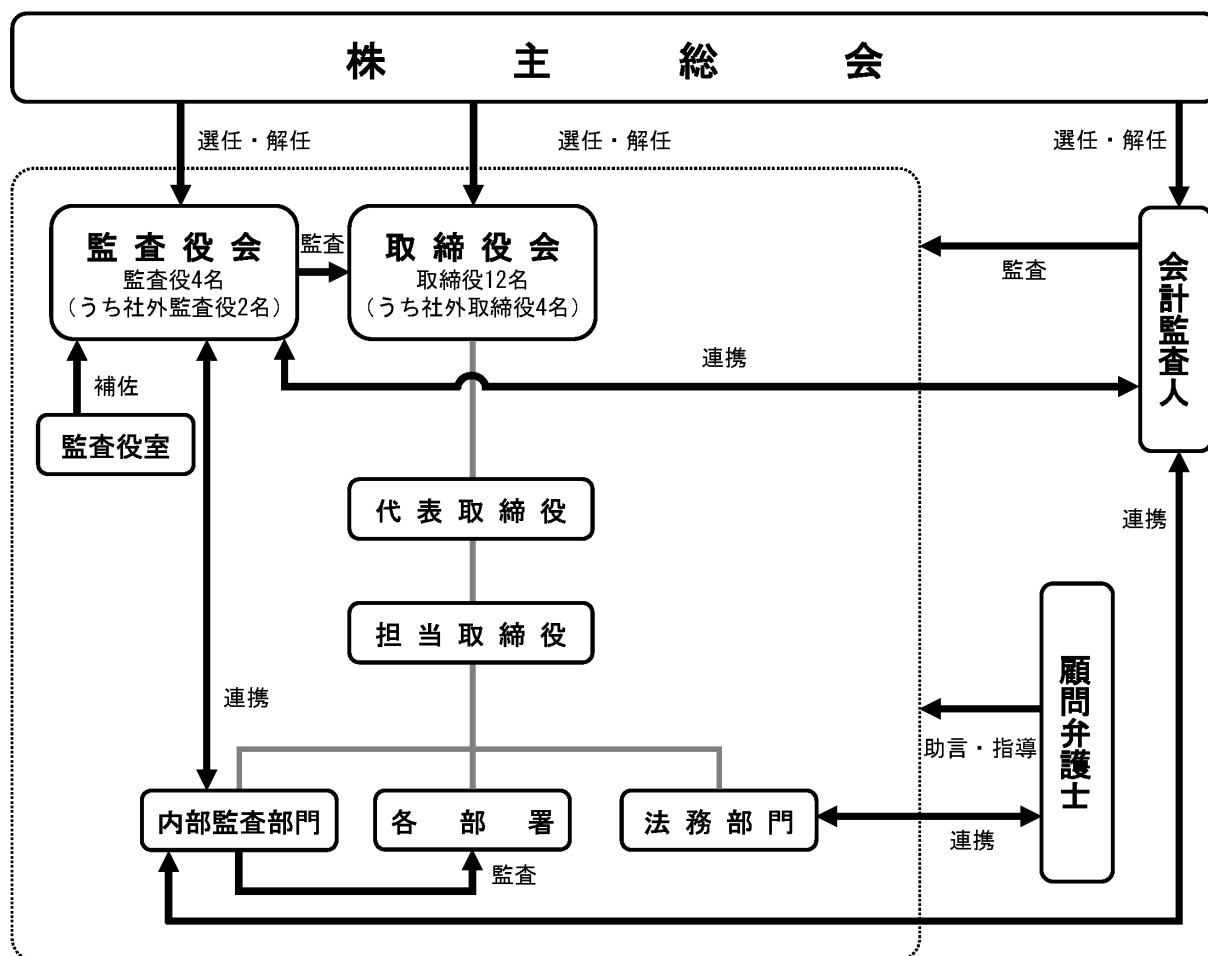 株主総会
選任・解任
選任・解任
選任・解任
監査役会
監査役4名
（うち社外監査役2名）
監査
取締役会
取締役12名
（うち社外取締役4名）
監査
会計監査人
連携
補佐
監査役室
代表取締役
連携
担当取締役
連携
顧問弁護士
助言・指導
内部監査部門
各部署
法務部門
連携
監査